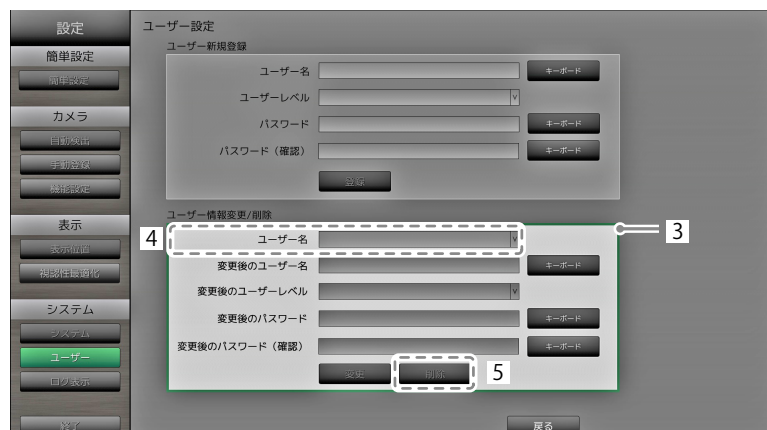 設定
簡単設定
簡単設定
カメラ
自動検出
手動登録
機能設定
表示
表示位置
視認性最適化
システム
システム
ユーザー
ログ表示
終了
ユーザー設定
ユーザー新規登録
ユーザー名 キーボード
ユーザーレベル
パスワード キーボード
パスワード(確認) キーボード
登録
ユーザー情報変更/削除
3
4 ユーザー名
変更後のユーザー名 キーボード
変更後のユーザーレベル
変更後のパスワード キーボード
変更後のパスワード(確認) キーボード
変更 削除 5
戻る